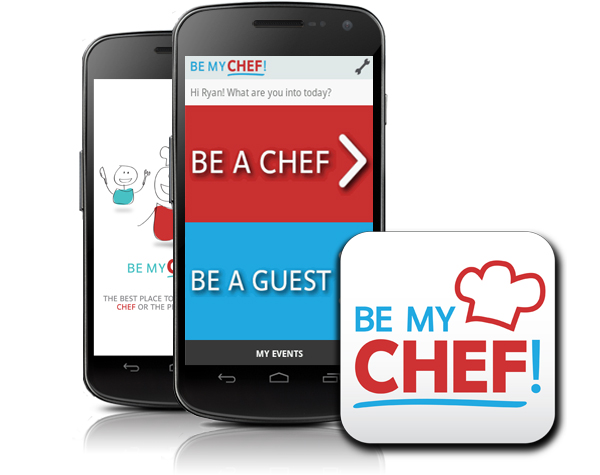 BE MY CHEF!
Hi Ryan! What are you into today?
BE A CHEF
BE A GUEST
MY EVENTS
BE MY
THE BEST PLACE TO
CHEF OR THE
BE MY
CHEF!